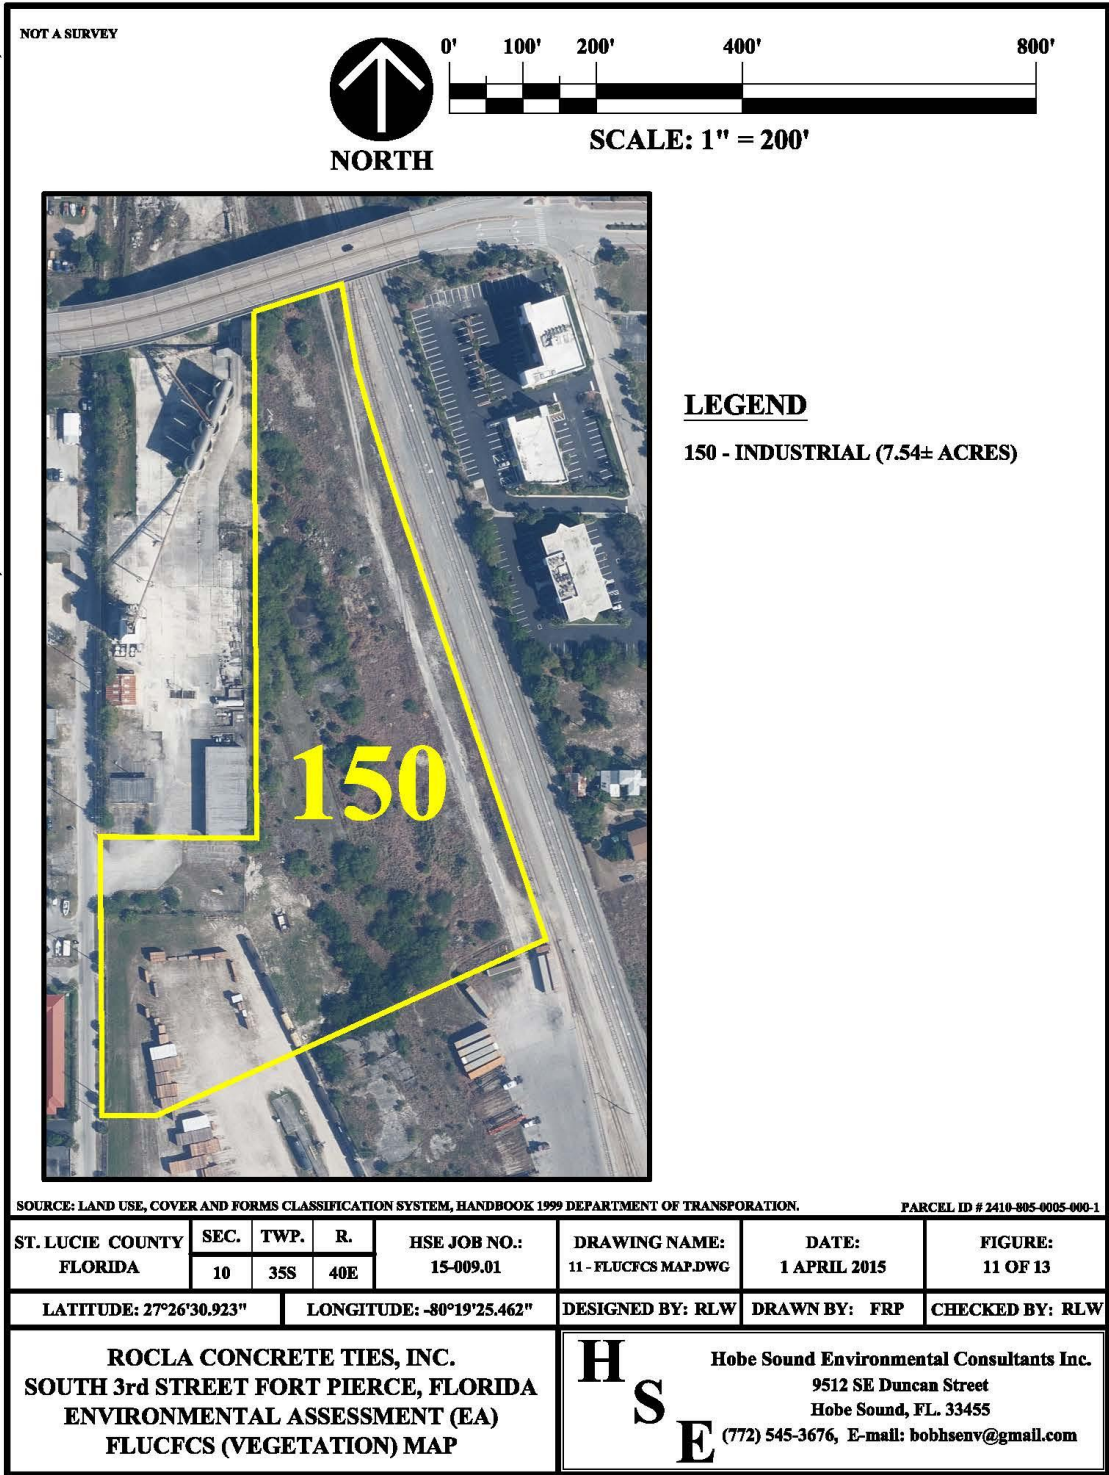 NOT A SURVEY
0' 100' 200' 400' 800'
SCALE: 1" = 200'
NORTH
LEGEND
150 - INDUSTRIAL (7.54± ACRES)
150
SOURCE: LAND USE, COVER AND FORMS CLASSIFICATION SYSTEM, HANDBOOK 1999 DEPARTMENT OF TRANSPORATION.
PARCEL ID # 2410-805-0005-000-1
ST. LUCIE COUNTY
FLORIDA
SEC. TWP. R.
10 35S 40E
HSE JOB NO.:
15-009.01
DRAWING NAME:
11 - FLUCFCS MAP.DWG
DATE:
1 APRIL 2015
FIGURE:
11 OF 13
LATITUDE: 27°26'30.923"
LONGITUDE: -80°19'25.462"
DESIGNED BY: RLW
DRAWN BY: FRP
CHECKED BY: RLW
ROCLA CONCRETE TIES, INC.
SOUTH 3rd STREET FORT PIERCE, FLORIDA
ENVIRONMENTAL ASSESSMENT (EA)
FLUCFCS (VEGETATION) MAP
H
S
E
Hobe Sound Environmental Consultants Inc.
9512 SE Duncan Street
Hobe Sound, FL. 33455
(772) 545-3676, E-mail: bobhsenv@gmail.com